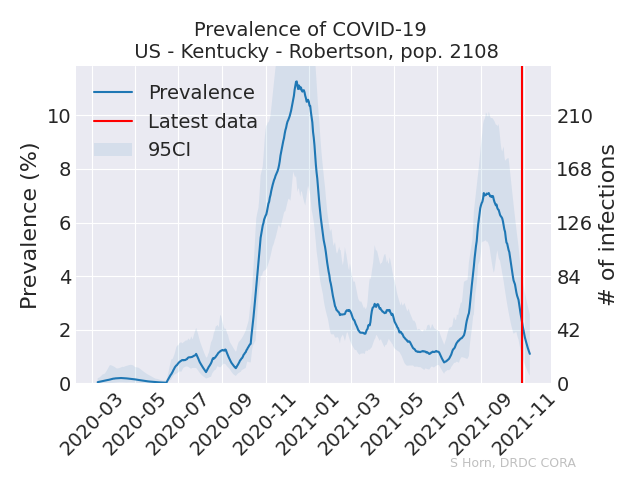 Prevalence of COVID-19
US - Kentucky - Robertson, pop. 2108
Prevalence
Latest data
95CI
Prevalence (%)
10
8
6
4
2
0
# of infections
210
168
126
84
42
0
2020-03
2020-05
2020-07
2020-09
2020-11
2021-01
2021-03
2021-05
2021-07
2021-09
2021-11
S Horn, DRDC CORA